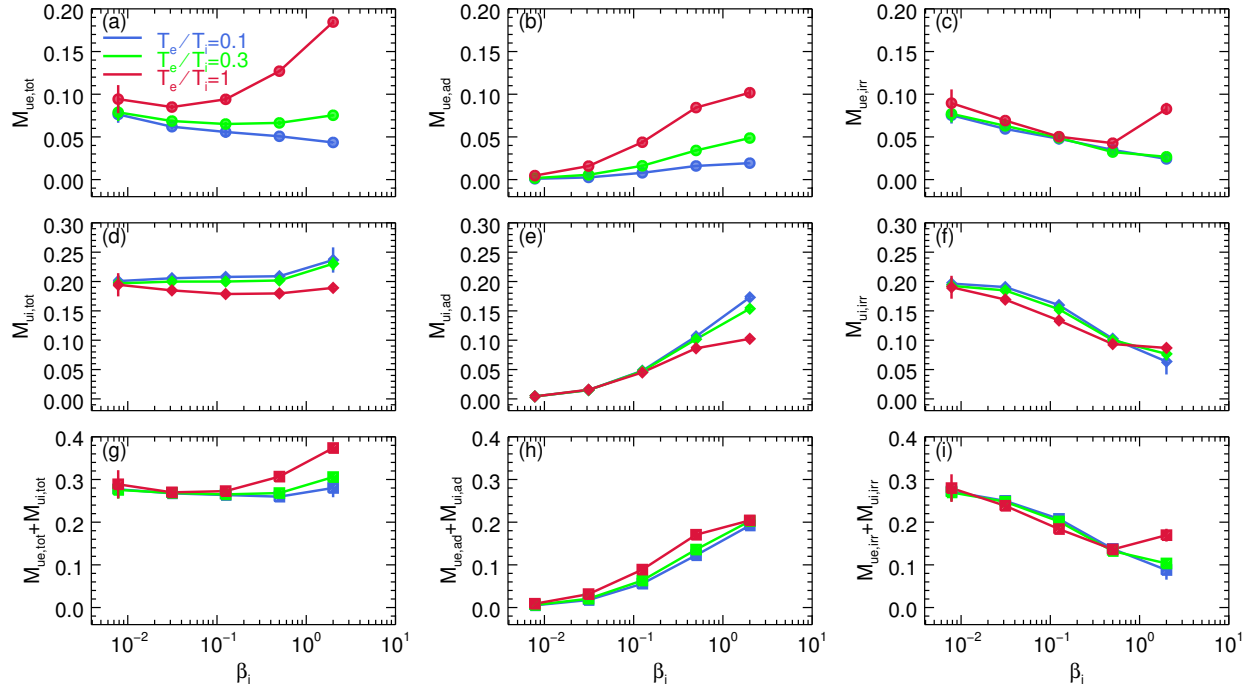 (a)
T_e/T_i=0.1
T_e/T_i=0.3
T_e/T_i=1
M_ue,tot
0.20
0.15
0.10
0.05
0.00
(b)
M_ue,ad
0.20
0.15
0.10
0.05
0.00
(c)
M_ue,irr
0.20
0.15
0.10
0.05
0.00
(d)
M_ui,tot
0.30
0.25
0.20
0.15
0.10
0.05
0.00
(e)
M_ui,ad
0.30
0.25
0.20
0.15
0.10
0.05
0.00
(f)
M_ui,irr
0.30
0.25
0.20
0.15
0.10
0.05
0.00
(g)
M_ue,tot+M_ui,tot
0.4
0.3
0.2
0.1
0.0
10^-2 10^-1 10^0 10^1
β_i
(h)
M_ue,ad+M_ui,ad
0.4
0.3
0.2
0.1
0.0
10^-2 10^-1 10^0 10^1
β_i
(i)
M_ue,irr+M_ui,irr
0.4
0.3
0.2
0.1
0.0
10^-2 10^-1 10^0 10^1
β_i